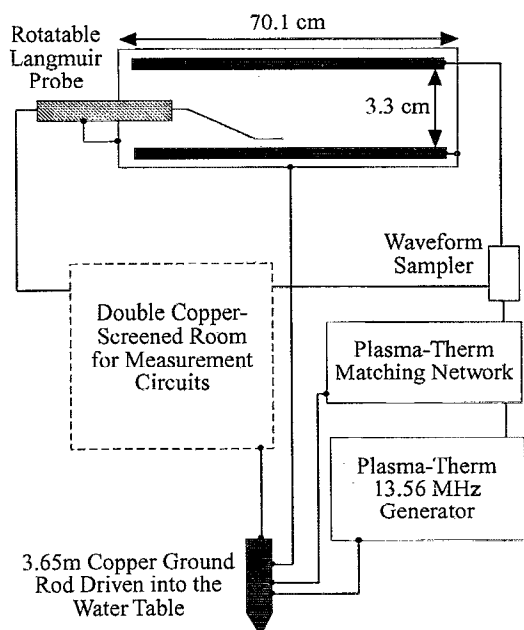 70.1 cm
Rotatable
Langmuir
Probe
3.3 cm
Waveform
Sampler
Double Copper-
Screened Room
for Measurement
Circuits
Plasma-Therm
Matching Network
Plasma-Therm
13.56 MHz
Generator
3.65m Copper Ground
Rod Driven into the
Water Table